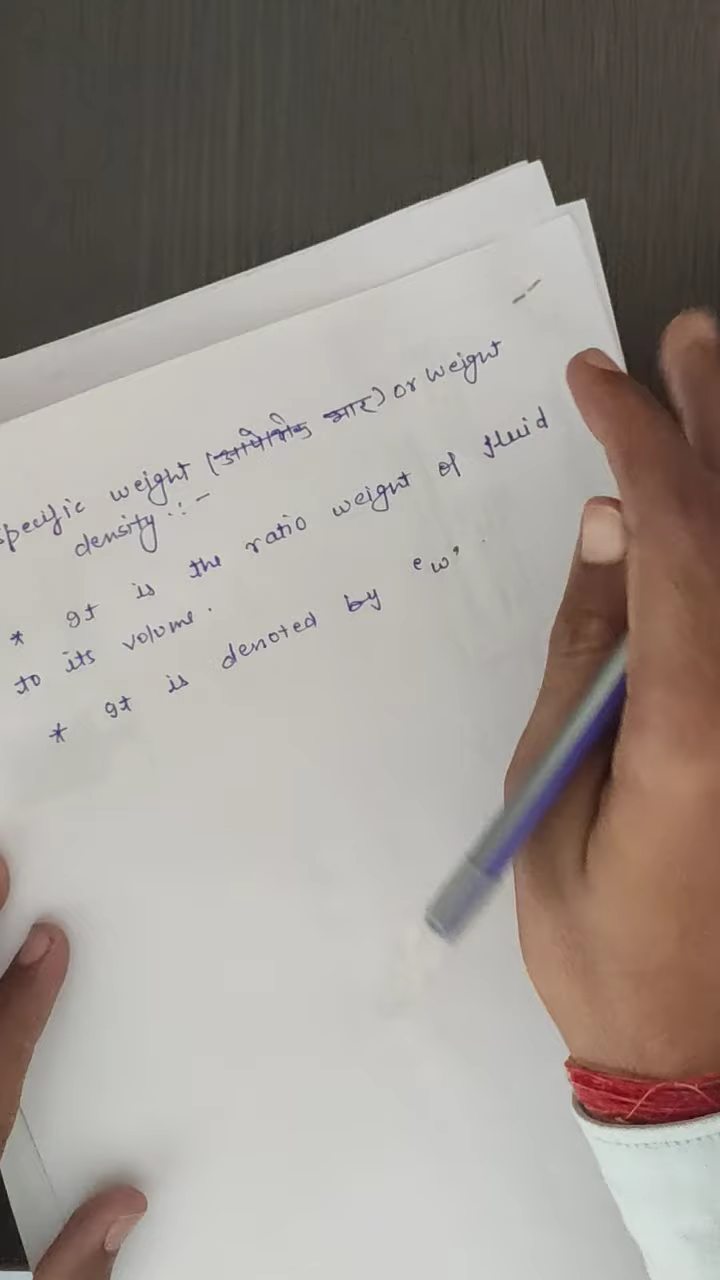 specific weight (आपेक्षिक भार) or weight
density :-
* It is the ratio weight of fluid
to its volume.
* It is denoted by 'w'